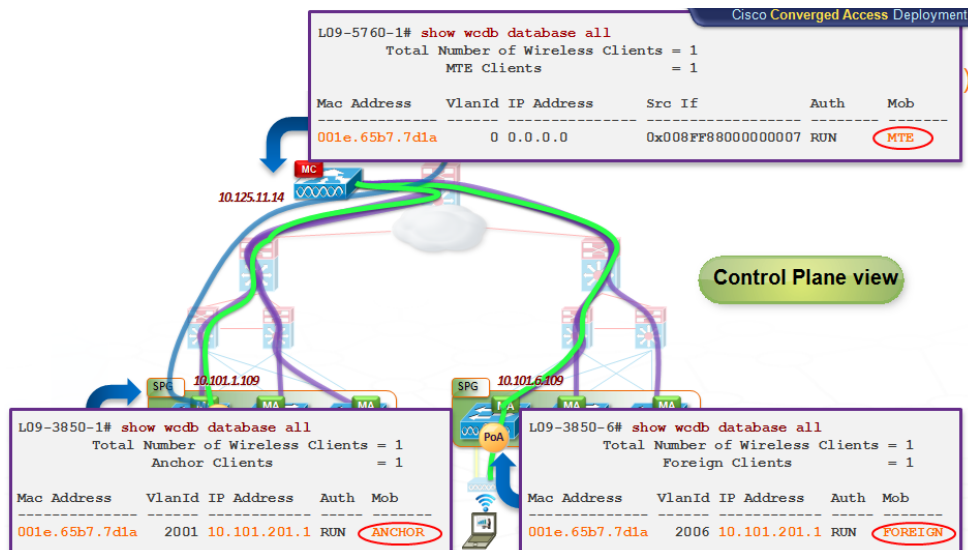 Cisco Converged Access Deployment
L09-5760-1# show wcdb database all
Total Number of Wireless Clients = 1
MTE Clients = 1
Mac Address VlanId IP Address Src If Auth Mob
----------------- ------ --------------- ------------------ -------- -------
001e.65b7.7d1a 0 0.0.0.0 0x008FF88000000007 RUN MTE
)
MC
10.125.11.14
Control Plane view
SPG
10.101.1.109
MA
MA
MA
SPG
10.101.6.109
MA
MA
MA
PoA
L09-3850-1# show wcdb database all
Total Number of Wireless Clients = 1
Anchor Clients = 1
Mac Address VlanId IP Address Auth Mob
-------------- ------ ------------ ---- -------
001e.65b7.7d1a 2001 10.101.201.1 RUN ANCHOR
L09-3850-6# show wcdb database all
Total Number of Wireless Clients = 1
Foreign Clients = 1
Mac Address VlanId IP Address Auth Mob
-------------- ------ ------------ ---- -------
001e.65b7.7d1a 2006 10.101.201.1 RUN FOREIGN